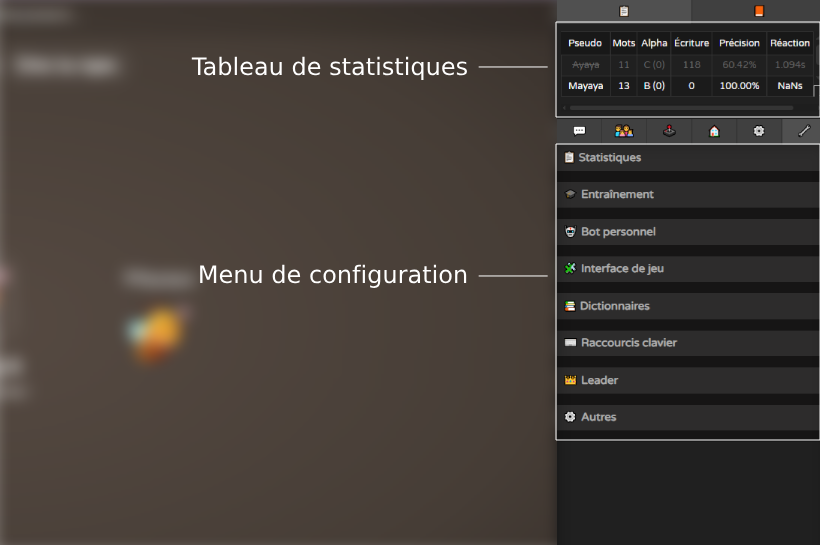 Tableau de statistiques
Pseudo Mots Alpha Écriture Précision Réaction
Ayaya 11 C (0) 118 60.42% 1.094s
Mayaya 13 B (0) 0 100.00% NaNs
Menu de configuration
Statistiques
Entraînement
Bot personnel
Interface de jeu
Dictionnaires
Raccourcis clavier
Leader
Autres